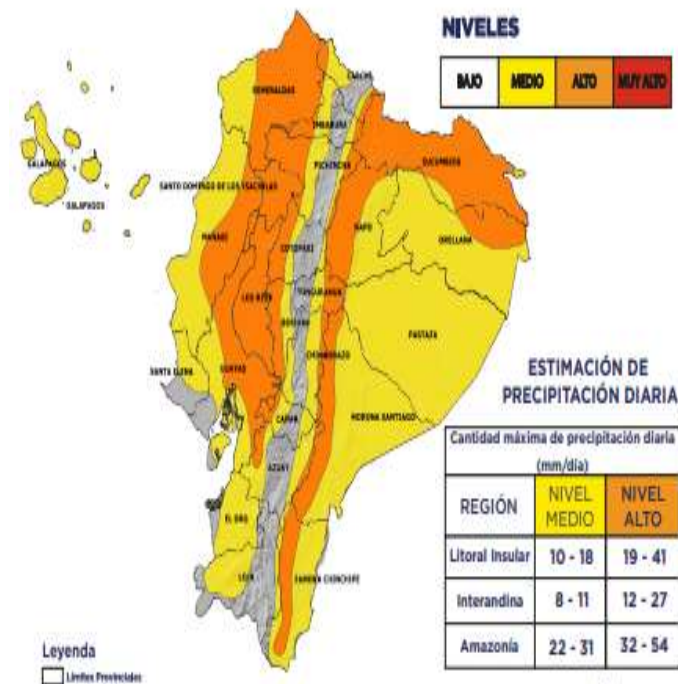 NIVELES
BAJO MEDIO ALTO MUY ALTO
CARCHI
ESMERALDAS
IMBABURA
SUCUMBIOS
PICHINCHA
GALAPAGOS
SANTO DOMINGO DE LOS TSACHILAS
GALAPAGOS
NAPO
MANABI
ORELLANA
COTOPAXI
LOS RIOS
TUNGURAHUA
BOLIVAR
PASTAZA
CHIMBORAZO
SANTA ELENA
GUAYAS
MORONA SANTIAGO
CAÑAR
AZUAY
EL ORO
LOJA
ZAMORA CHINCHIPE
ESTIMACIÓN DE
PRECIPITACIÓN DIARIA
Cantidad máxima de precipitación diaria
(mm/día)
REGIÓN NIVEL MEDIO NIVEL ALTO
Litoral Insular 10 - 18 19 - 41
Interandina 8 - 11 12 - 27
Amazonía 22 - 31 32 - 54
Leyenda
Límites Provinciales